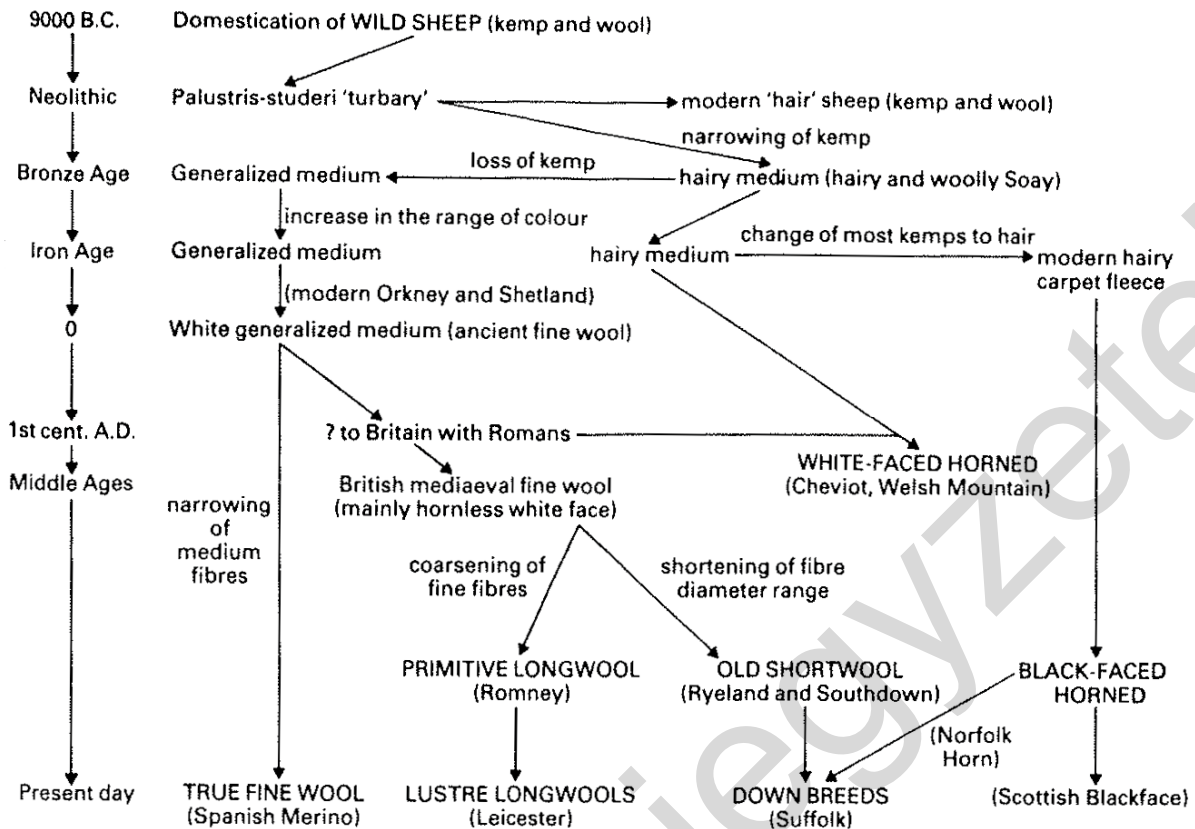 9000 B.C. Domestication of WILD SHEEP (kemp and wool)
Neolithic Palustris-studeri 'turbary' modern 'hair' sheep (kemp and wool)
narrowing of kemp
loss of kemp
Bronze Age Generalized medium hairy medium (hairy and woolly Soay)
increase in the range of colour
change of most kemps to hair
Iron Age Generalized medium hairy medium modern hairy
carpet fleece
(modern Orkney and Shetland)
0 White generalized medium (ancient fine wool)
1st cent. A.D. ? to Britain with Romans
WHITE-FACED HORNED
(Cheviot, Welsh Mountain)
Middle Ages British mediaeval fine wool
(mainly hornless white face)
narrowing
of
medium
fibres
coarsening of
fine fibres
shortening of fibre
diameter range
PRIMITIVE LONGWOOL OLD SHORTWOOL BLACK-FACED
(Romney) (Ryeland and Southdown) HORNED
(Norfolk
Horn)
Present day TRUE FINE WOOL LUSTRE LONGWOOLS DOWN BREEDS (Scottish Blackface)
(Spanish Merino) (Leicester) (Suffolk)